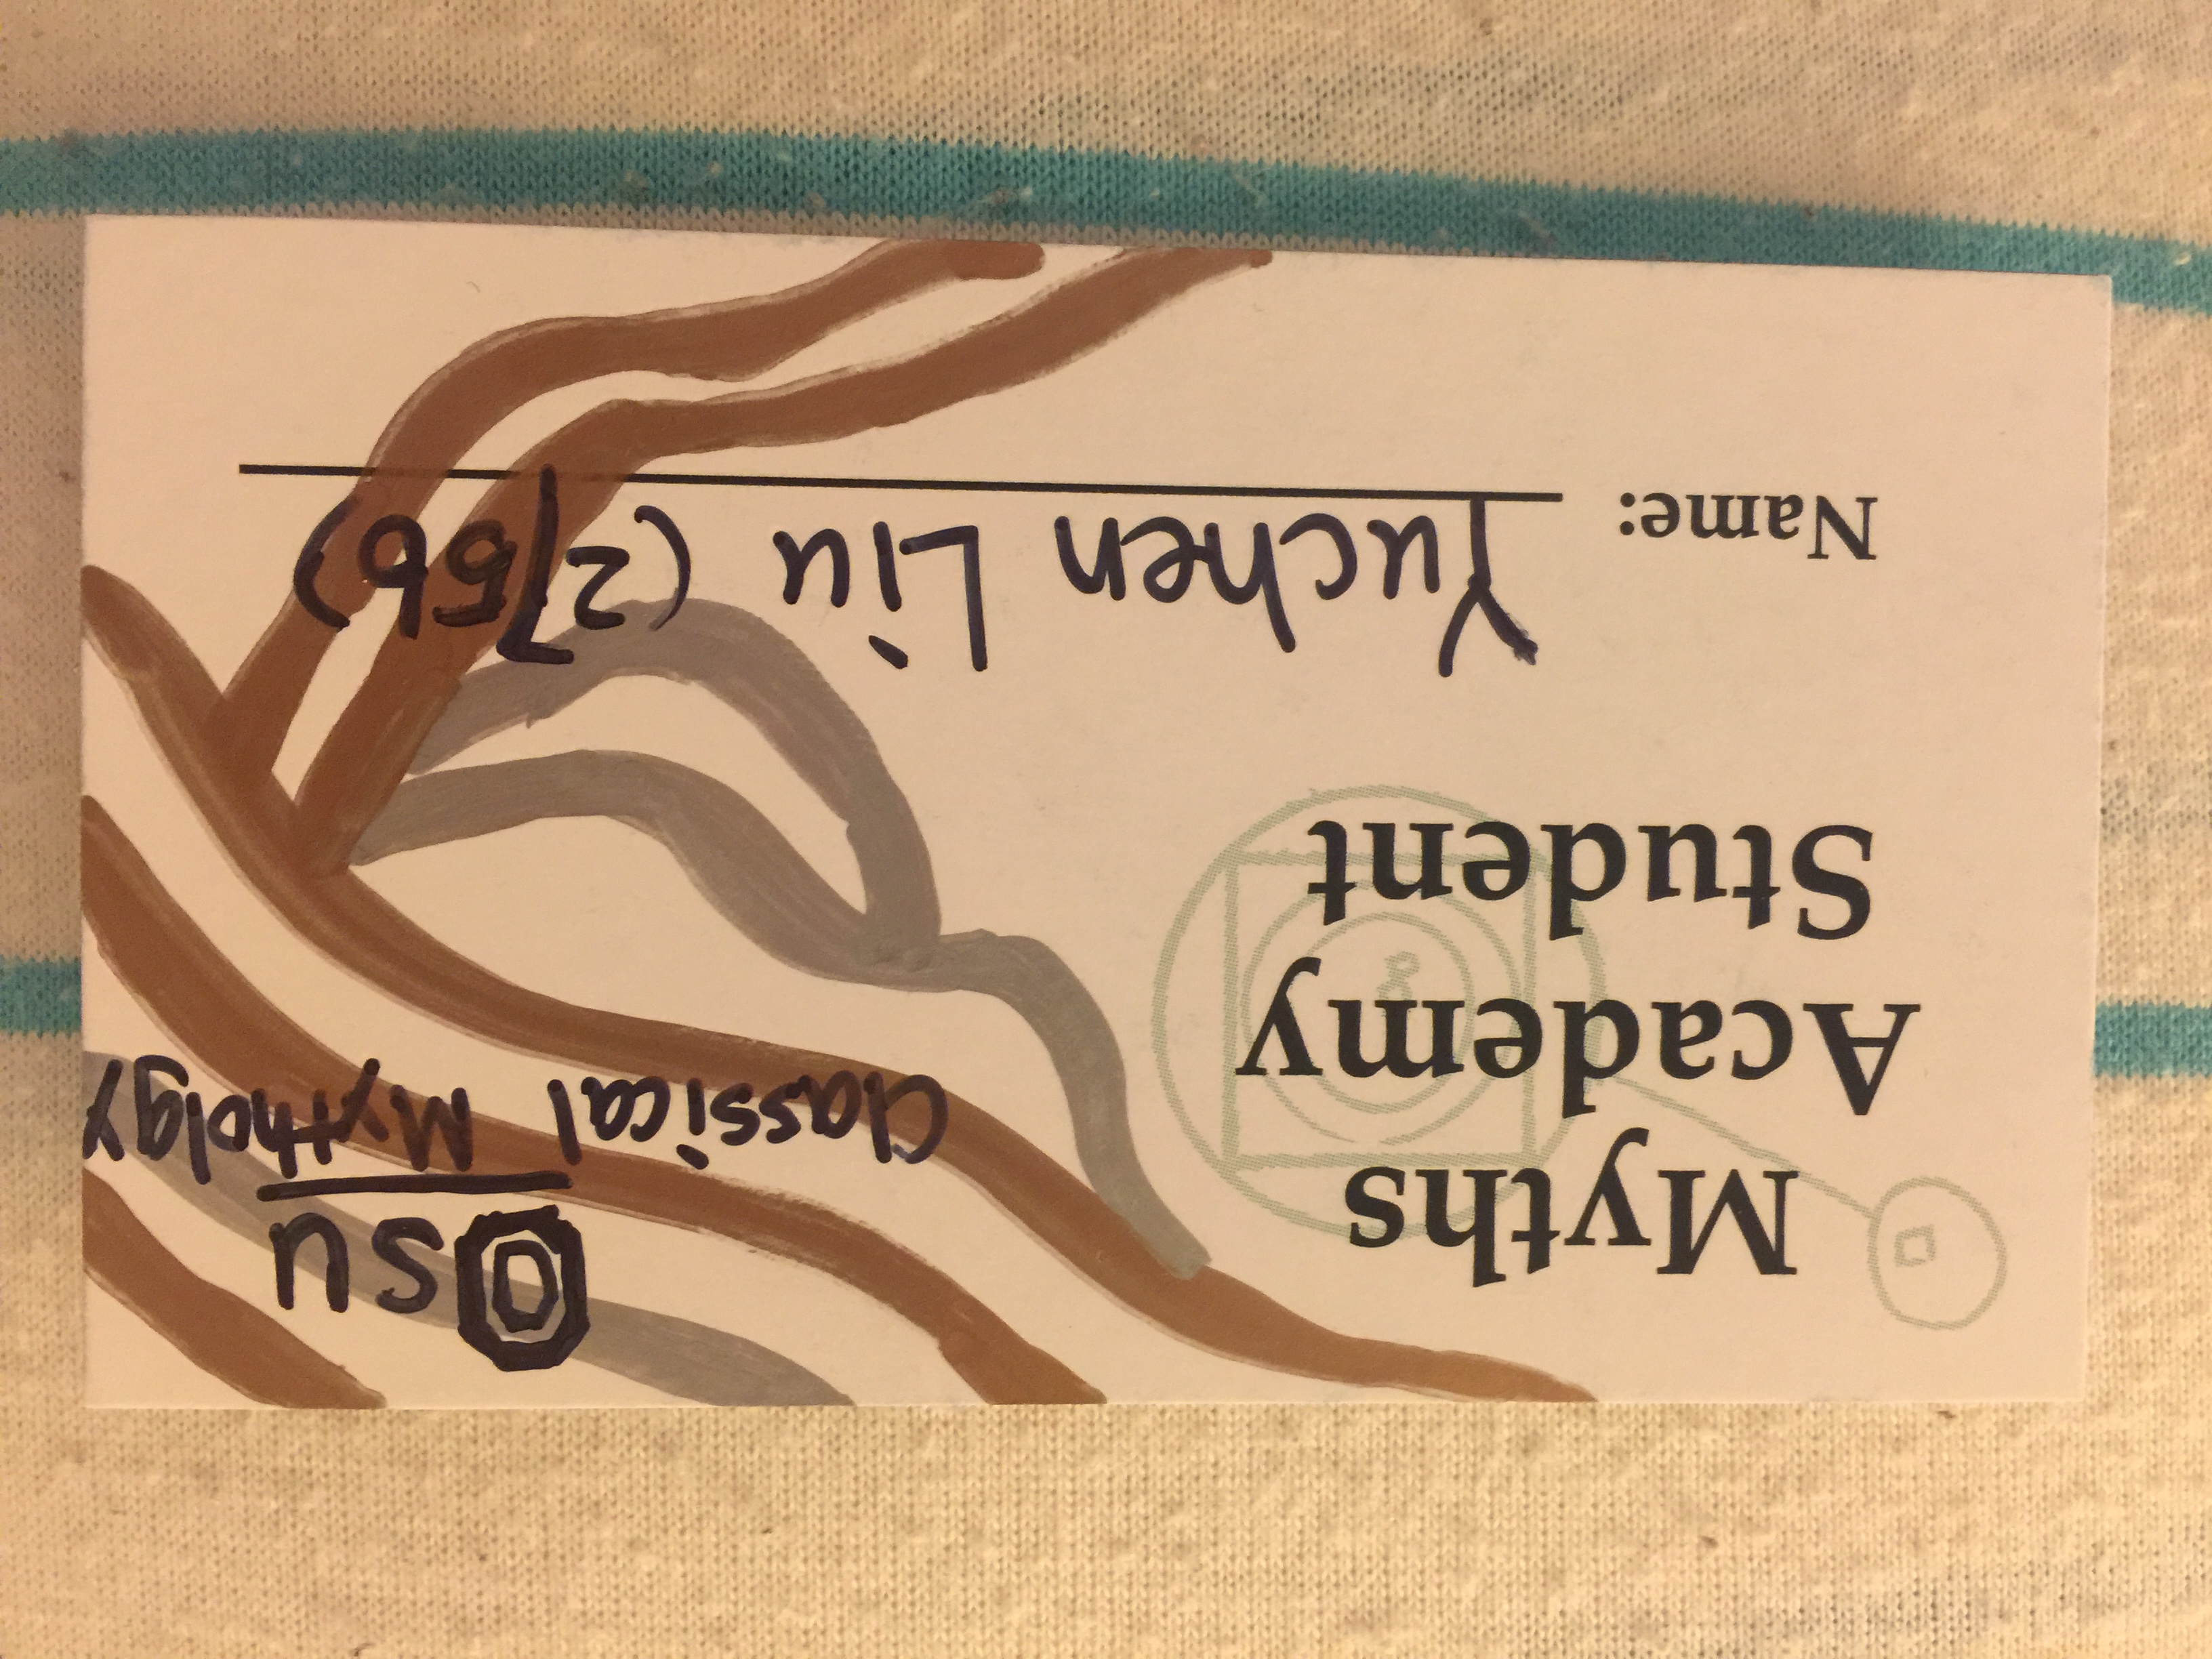 Myths
Academy
Student
OSU
Classical Mythology
Name: Yuchen Liu (2756)